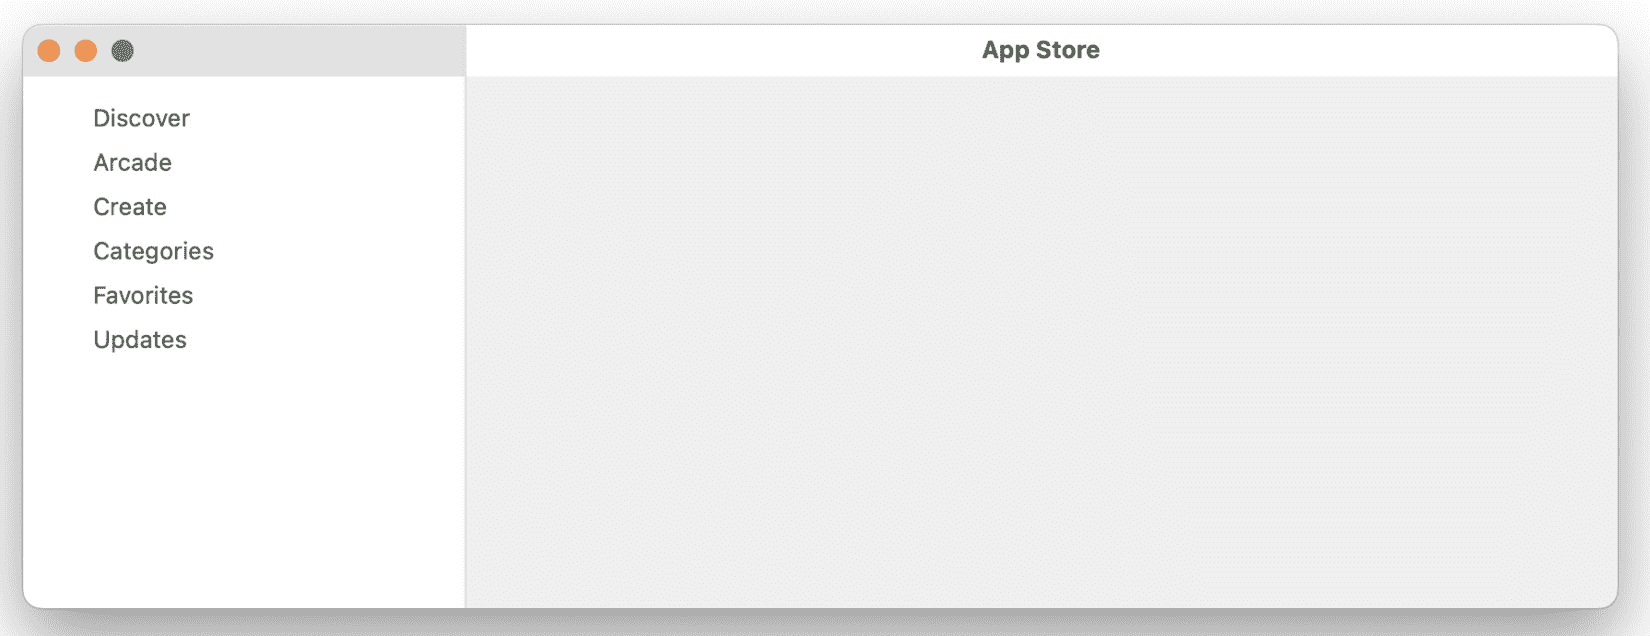 App Store
Discover
Arcade
Create
Categories
Favorites
Updates